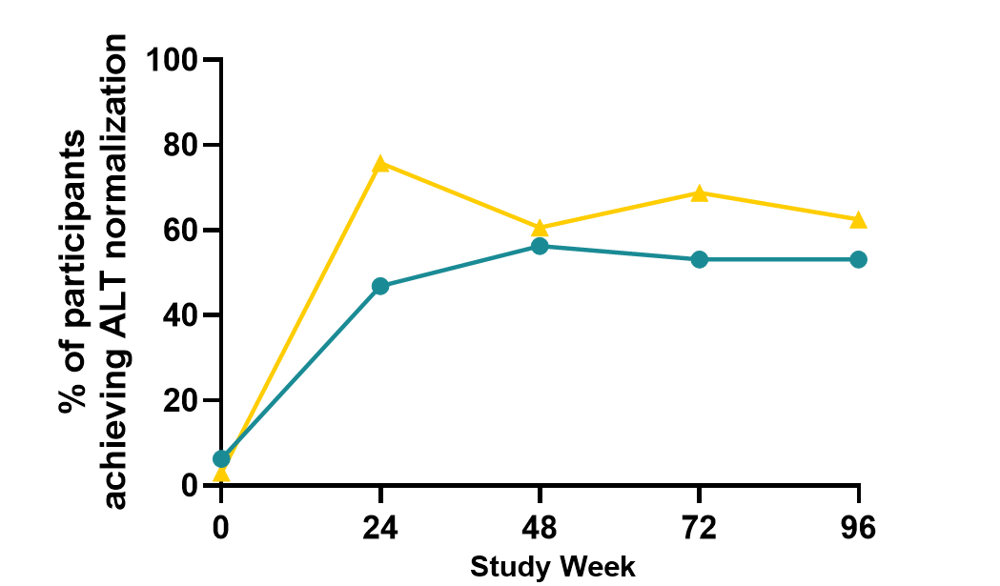 % of participants
achieving ALT normalization
100
80
60
40
20
0
0 24 48 72 96
Study Week